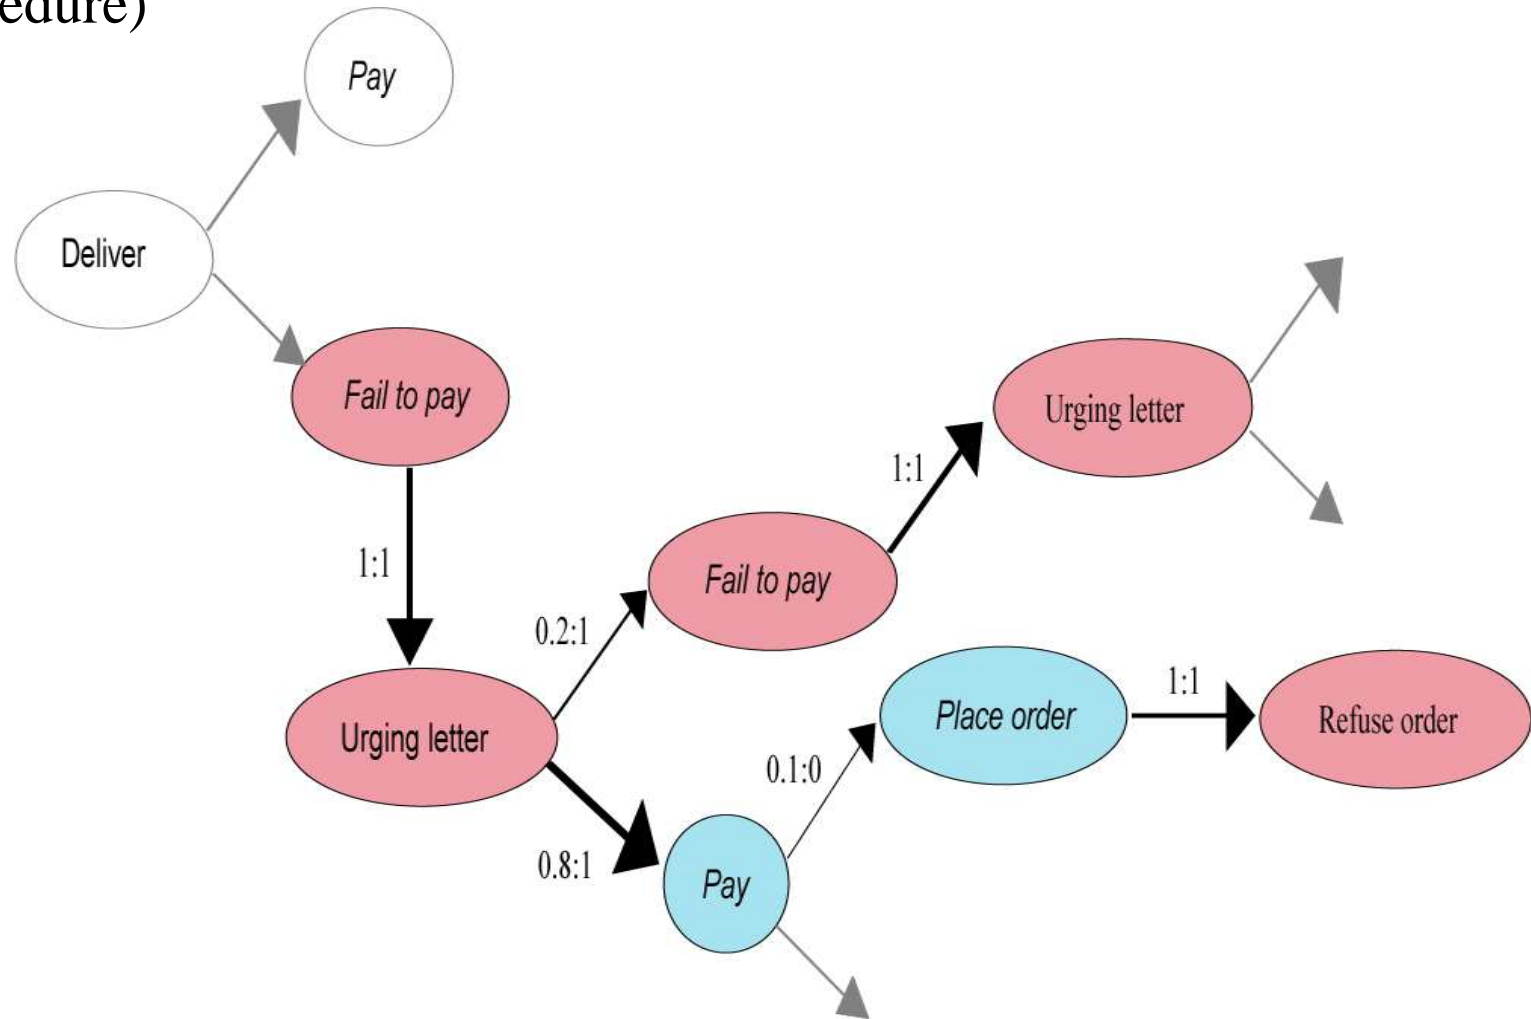 edure)
Pay
Deliver
Fail to pay
Urging letter
1:1
1:1
Fail to pay
0.2:1
Place order
1:1
Refuse order
Urging letter
0.1:0
0.8:1
Pay